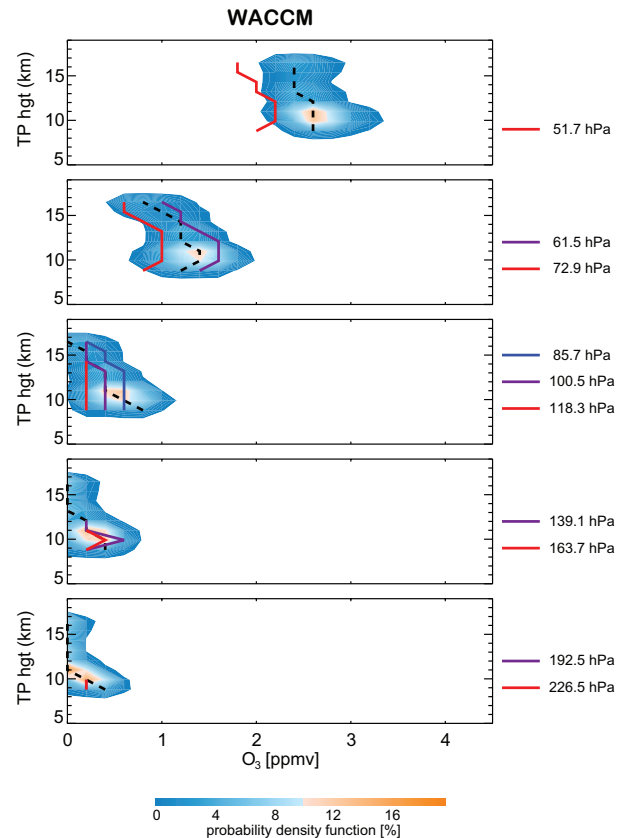 WACCM
TP hgt (km)
15
10
5
51.7 hPa
TP hgt (km)
15
10
5
61.5 hPa
72.9 hPa
TP hgt (km)
15
10
5
85.7 hPa
100.5 hPa
118.3 hPa
TP hgt (km)
15
10
5
139.1 hPa
163.7 hPa
TP hgt (km)
15
10
5
192.5 hPa
226.5 hPa
0 1 2 3 4
O3 [ppmv]
0 4 8 12 16
probability density function [%]